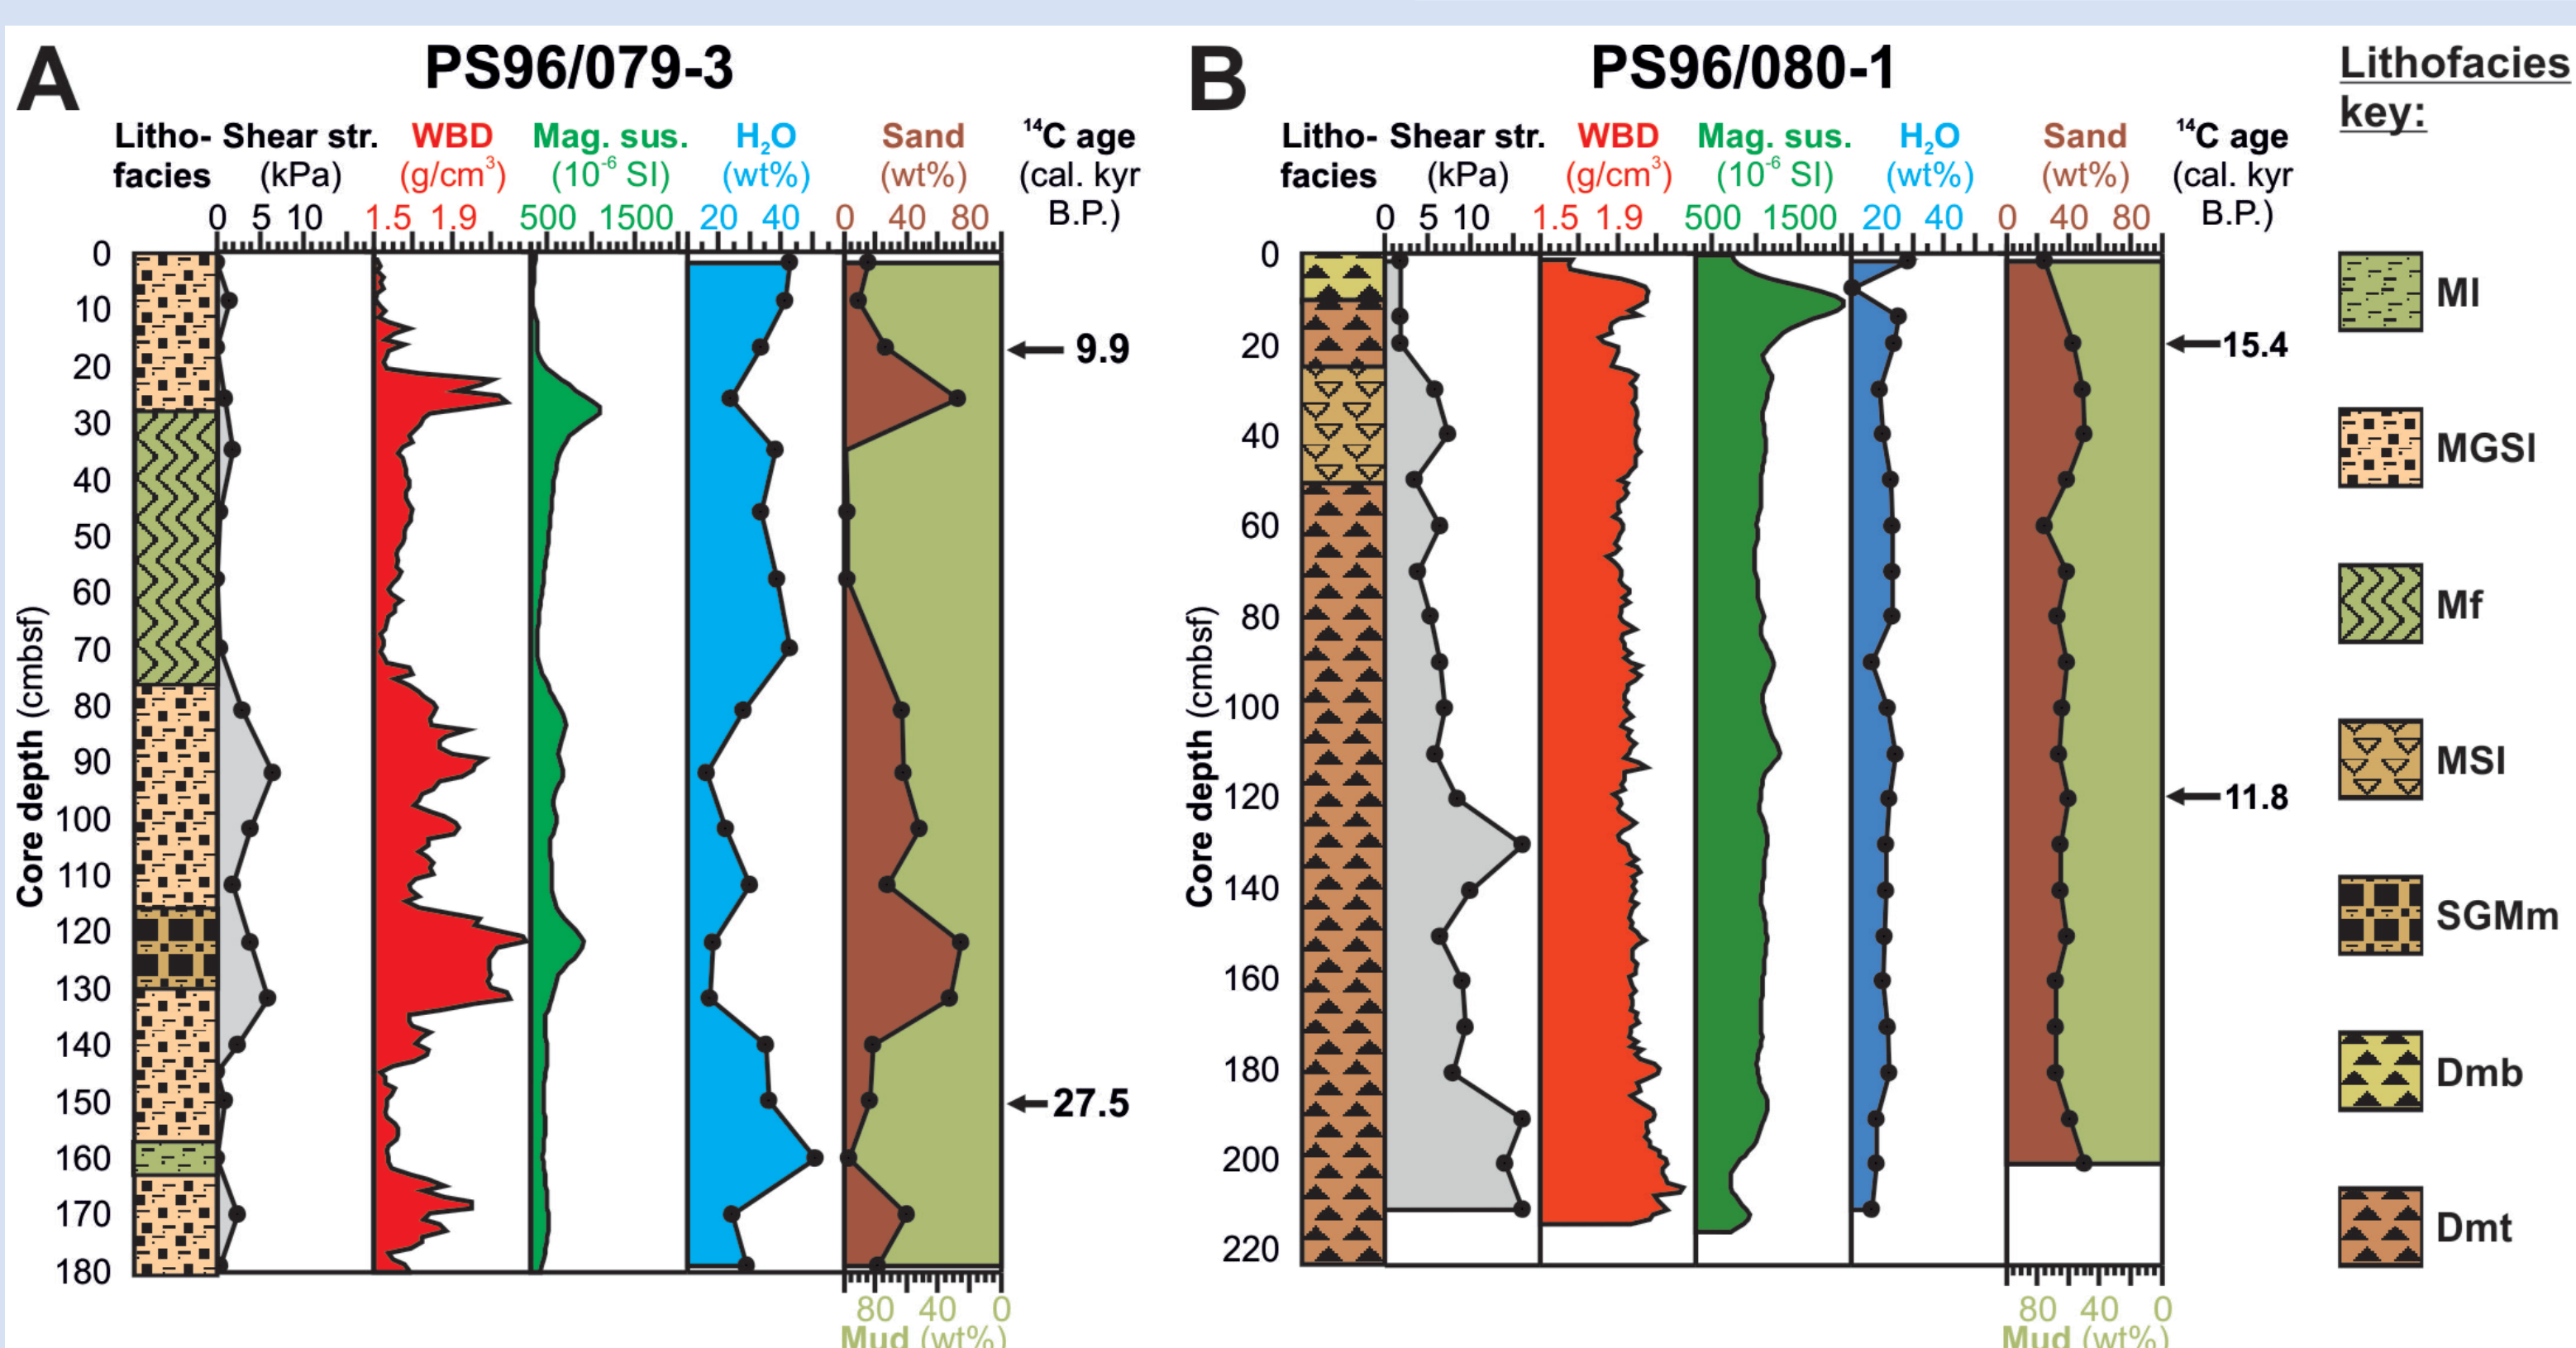 A
PS96/079-3
Litho-
facies
Shear str.
(kPa)
WBD
(g/cm³)
Mag. sus.
(10⁻⁶ SI)
H₂O
(wt%)
Sand
(wt%)
¹⁴C age
(cal. kyr
B.P.)
0 5 10
1.5 1.9
500 1500
20 40
0 40 80
Core depth (cmbsf)
0
10
20
30
40
50
60
70
80
90
100
110
120
130
140
150
160
170
180
9.9
27.5
80 40 0
Mud (wt%)
B
PS96/080-1
Litho-
facies
Shear str.
(kPa)
WBD
(g/cm³)
Mag. sus.
(10⁻⁶ SI)
H₂O
(wt%)
Sand
(wt%)
¹⁴C age
(cal. kyr
B.P.)
0 5 10
1.5 1.9
500 1500
20 40
0 40 80
Core depth (cmbsf)
0
20
40
60
80
100
120
140
160
180
200
220
15.4
11.8
80 40 0
Mud (wt%)
Lithofacies
key:
Ml
MGSl
Mf
MSl
SGMm
Dmb
Dmt